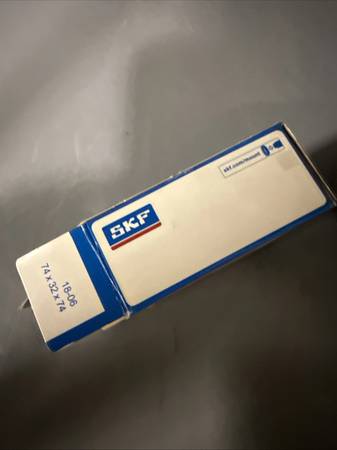 SKF
skf.com/mount
18-06
74 x 32 x 74